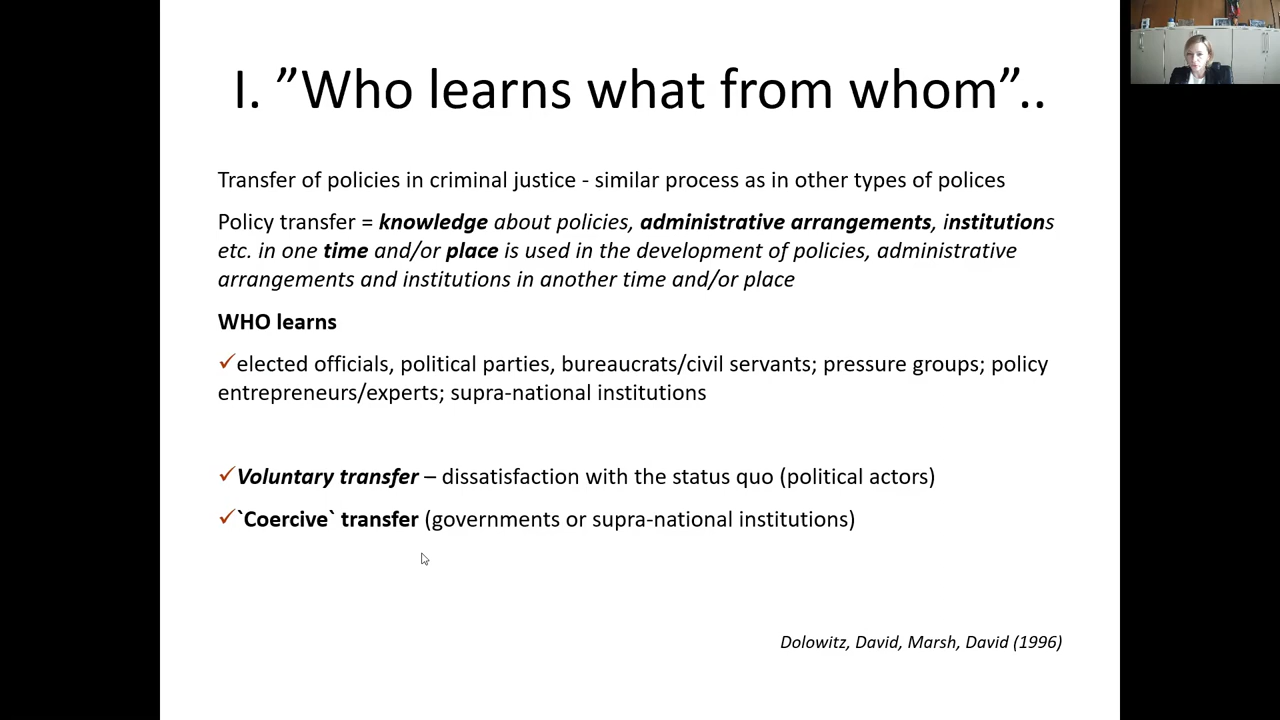 I. ”Who learns what from whom”..
Transfer of policies in criminal justice - similar process as in other types of polices
Policy transfer = knowledge about policies, administrative arrangements, institutions
etc. in one time and/or place is used in the development of policies, administrative
arrangements and institutions in another time and/or place
WHO learns
✓elected officials, political parties, bureaucrats/civil servants; pressure groups; policy
entrepreneurs/experts; supra-national institutions
✓Voluntary transfer – dissatisfaction with the status quo (political actors)
✓`Coercive` transfer (governments or supra-national institutions)
Dolowitz, David, Marsh, David (1996)